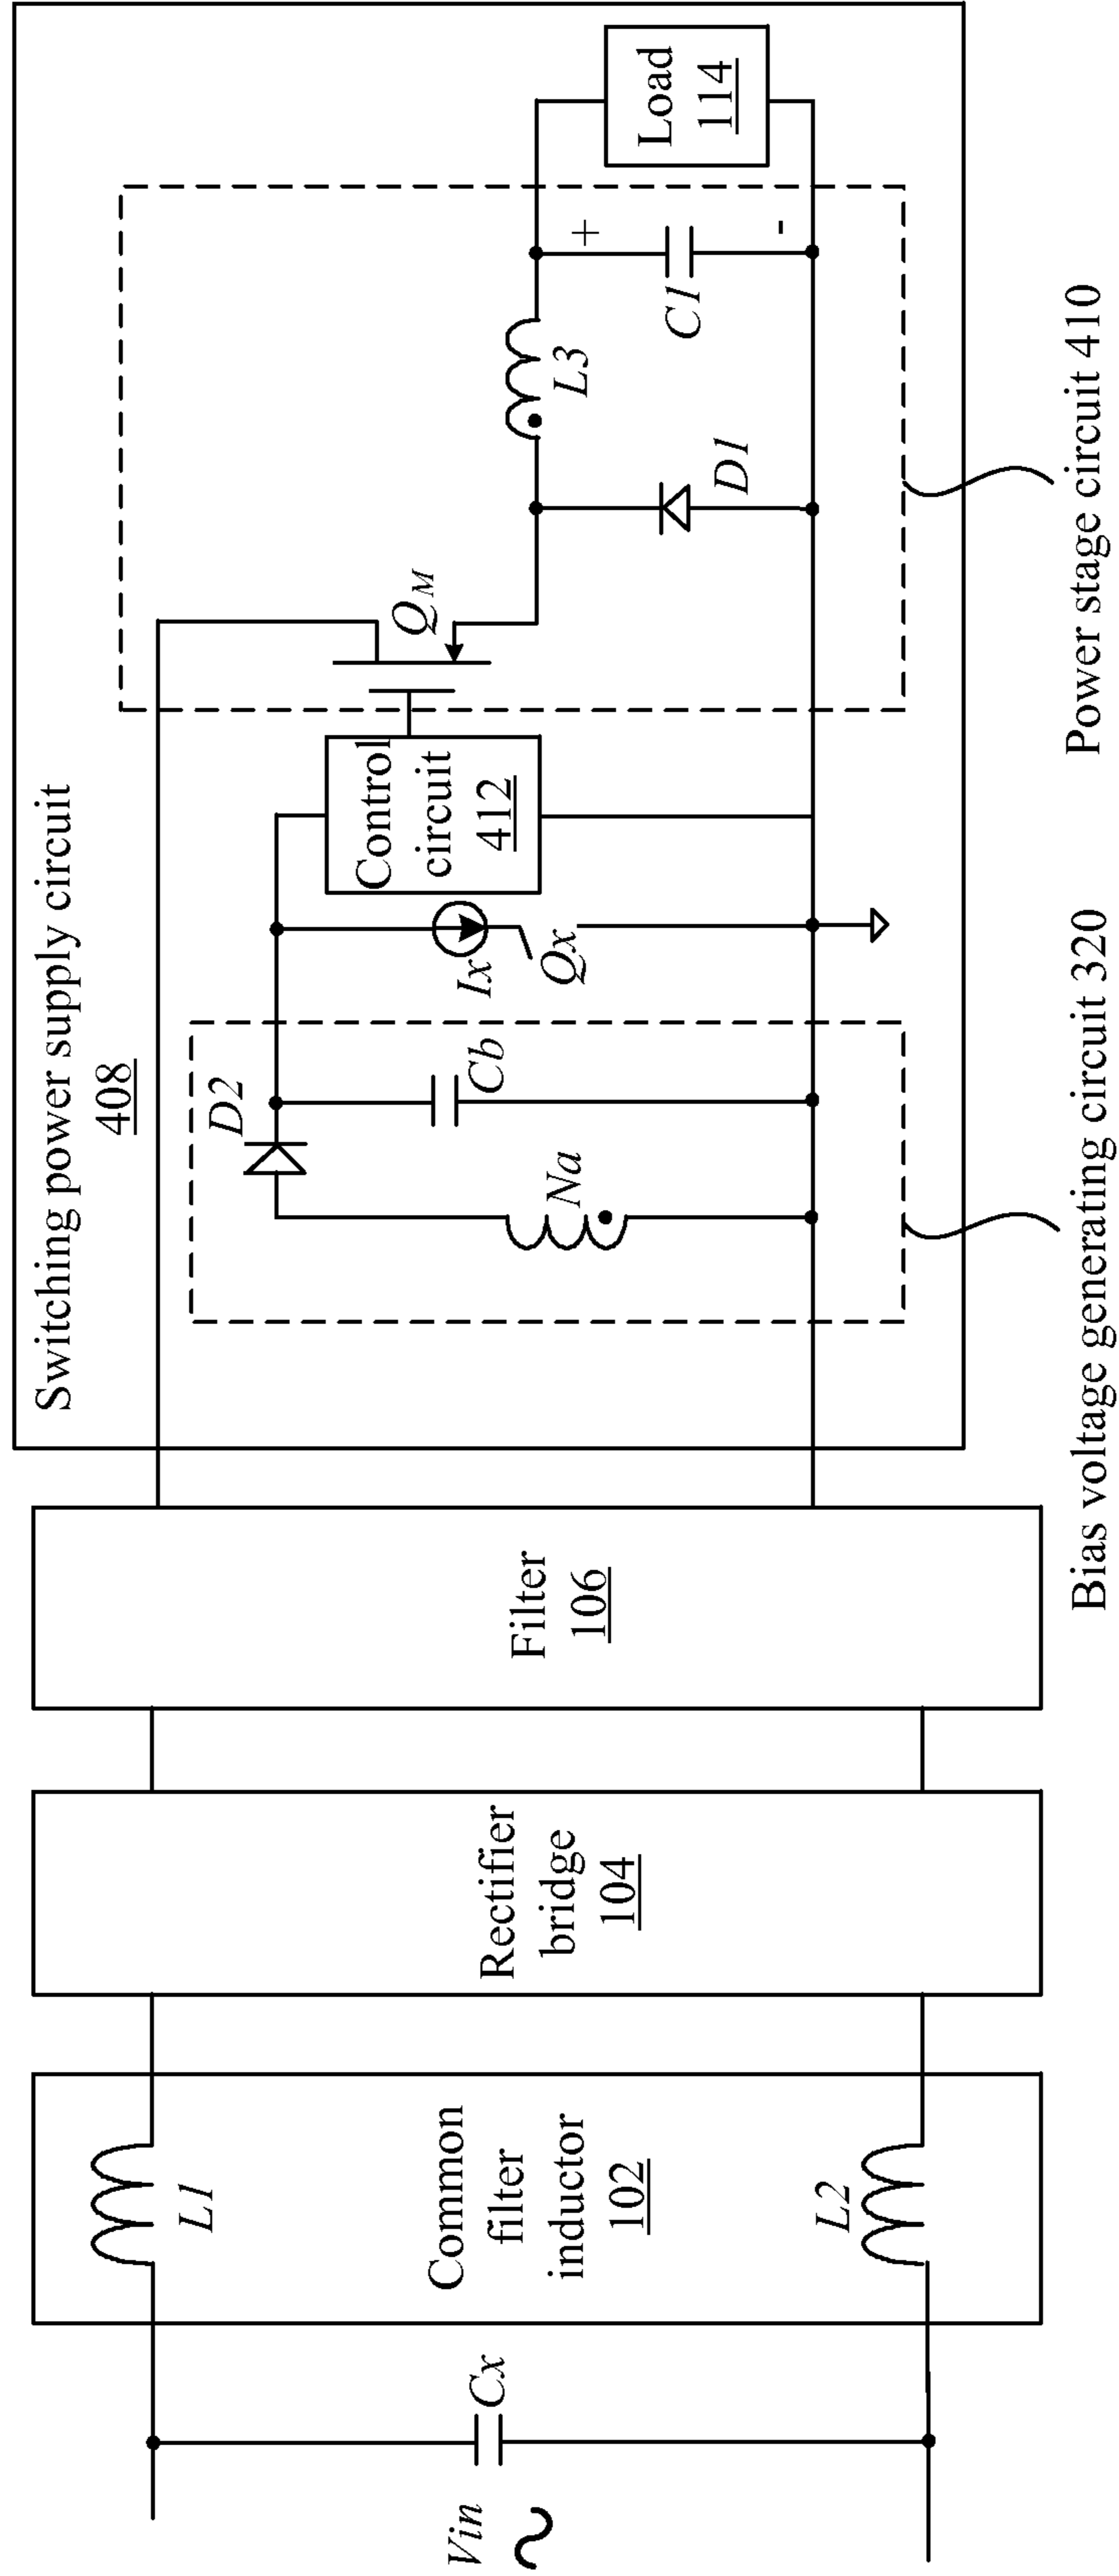 Vin
Cx
L1
Common
filter
inductor
102
L2
Rectifier
bridge
104
Filter
106
Switching power supply circuit
408
D2
Na
Cb
Ix
Qx
Control
circuit
412
QM
D1
L3
C1
+
-
Load
114
Bias voltage generating circuit 320
Power stage circuit 410